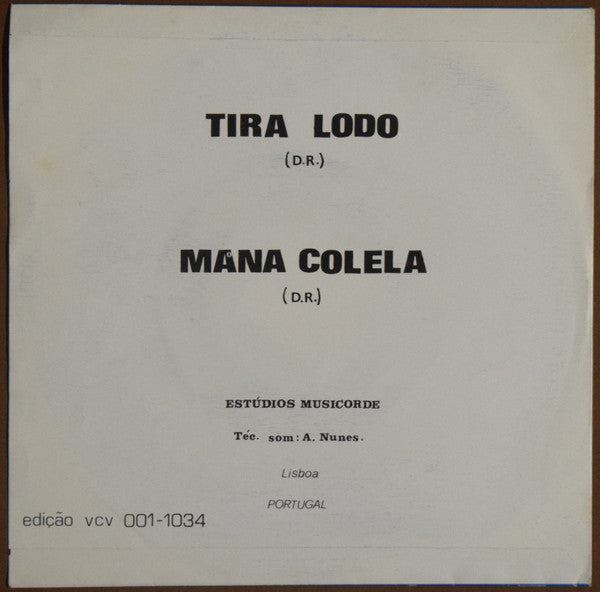 TIRA LODO
(D.R.)
MANA COLELA
(D.R.)
ESTÚDIOS MUSICORDE
Téc. som: A. Nunes.
Lisboa
PORTUGAL
edição vcv 001-1034